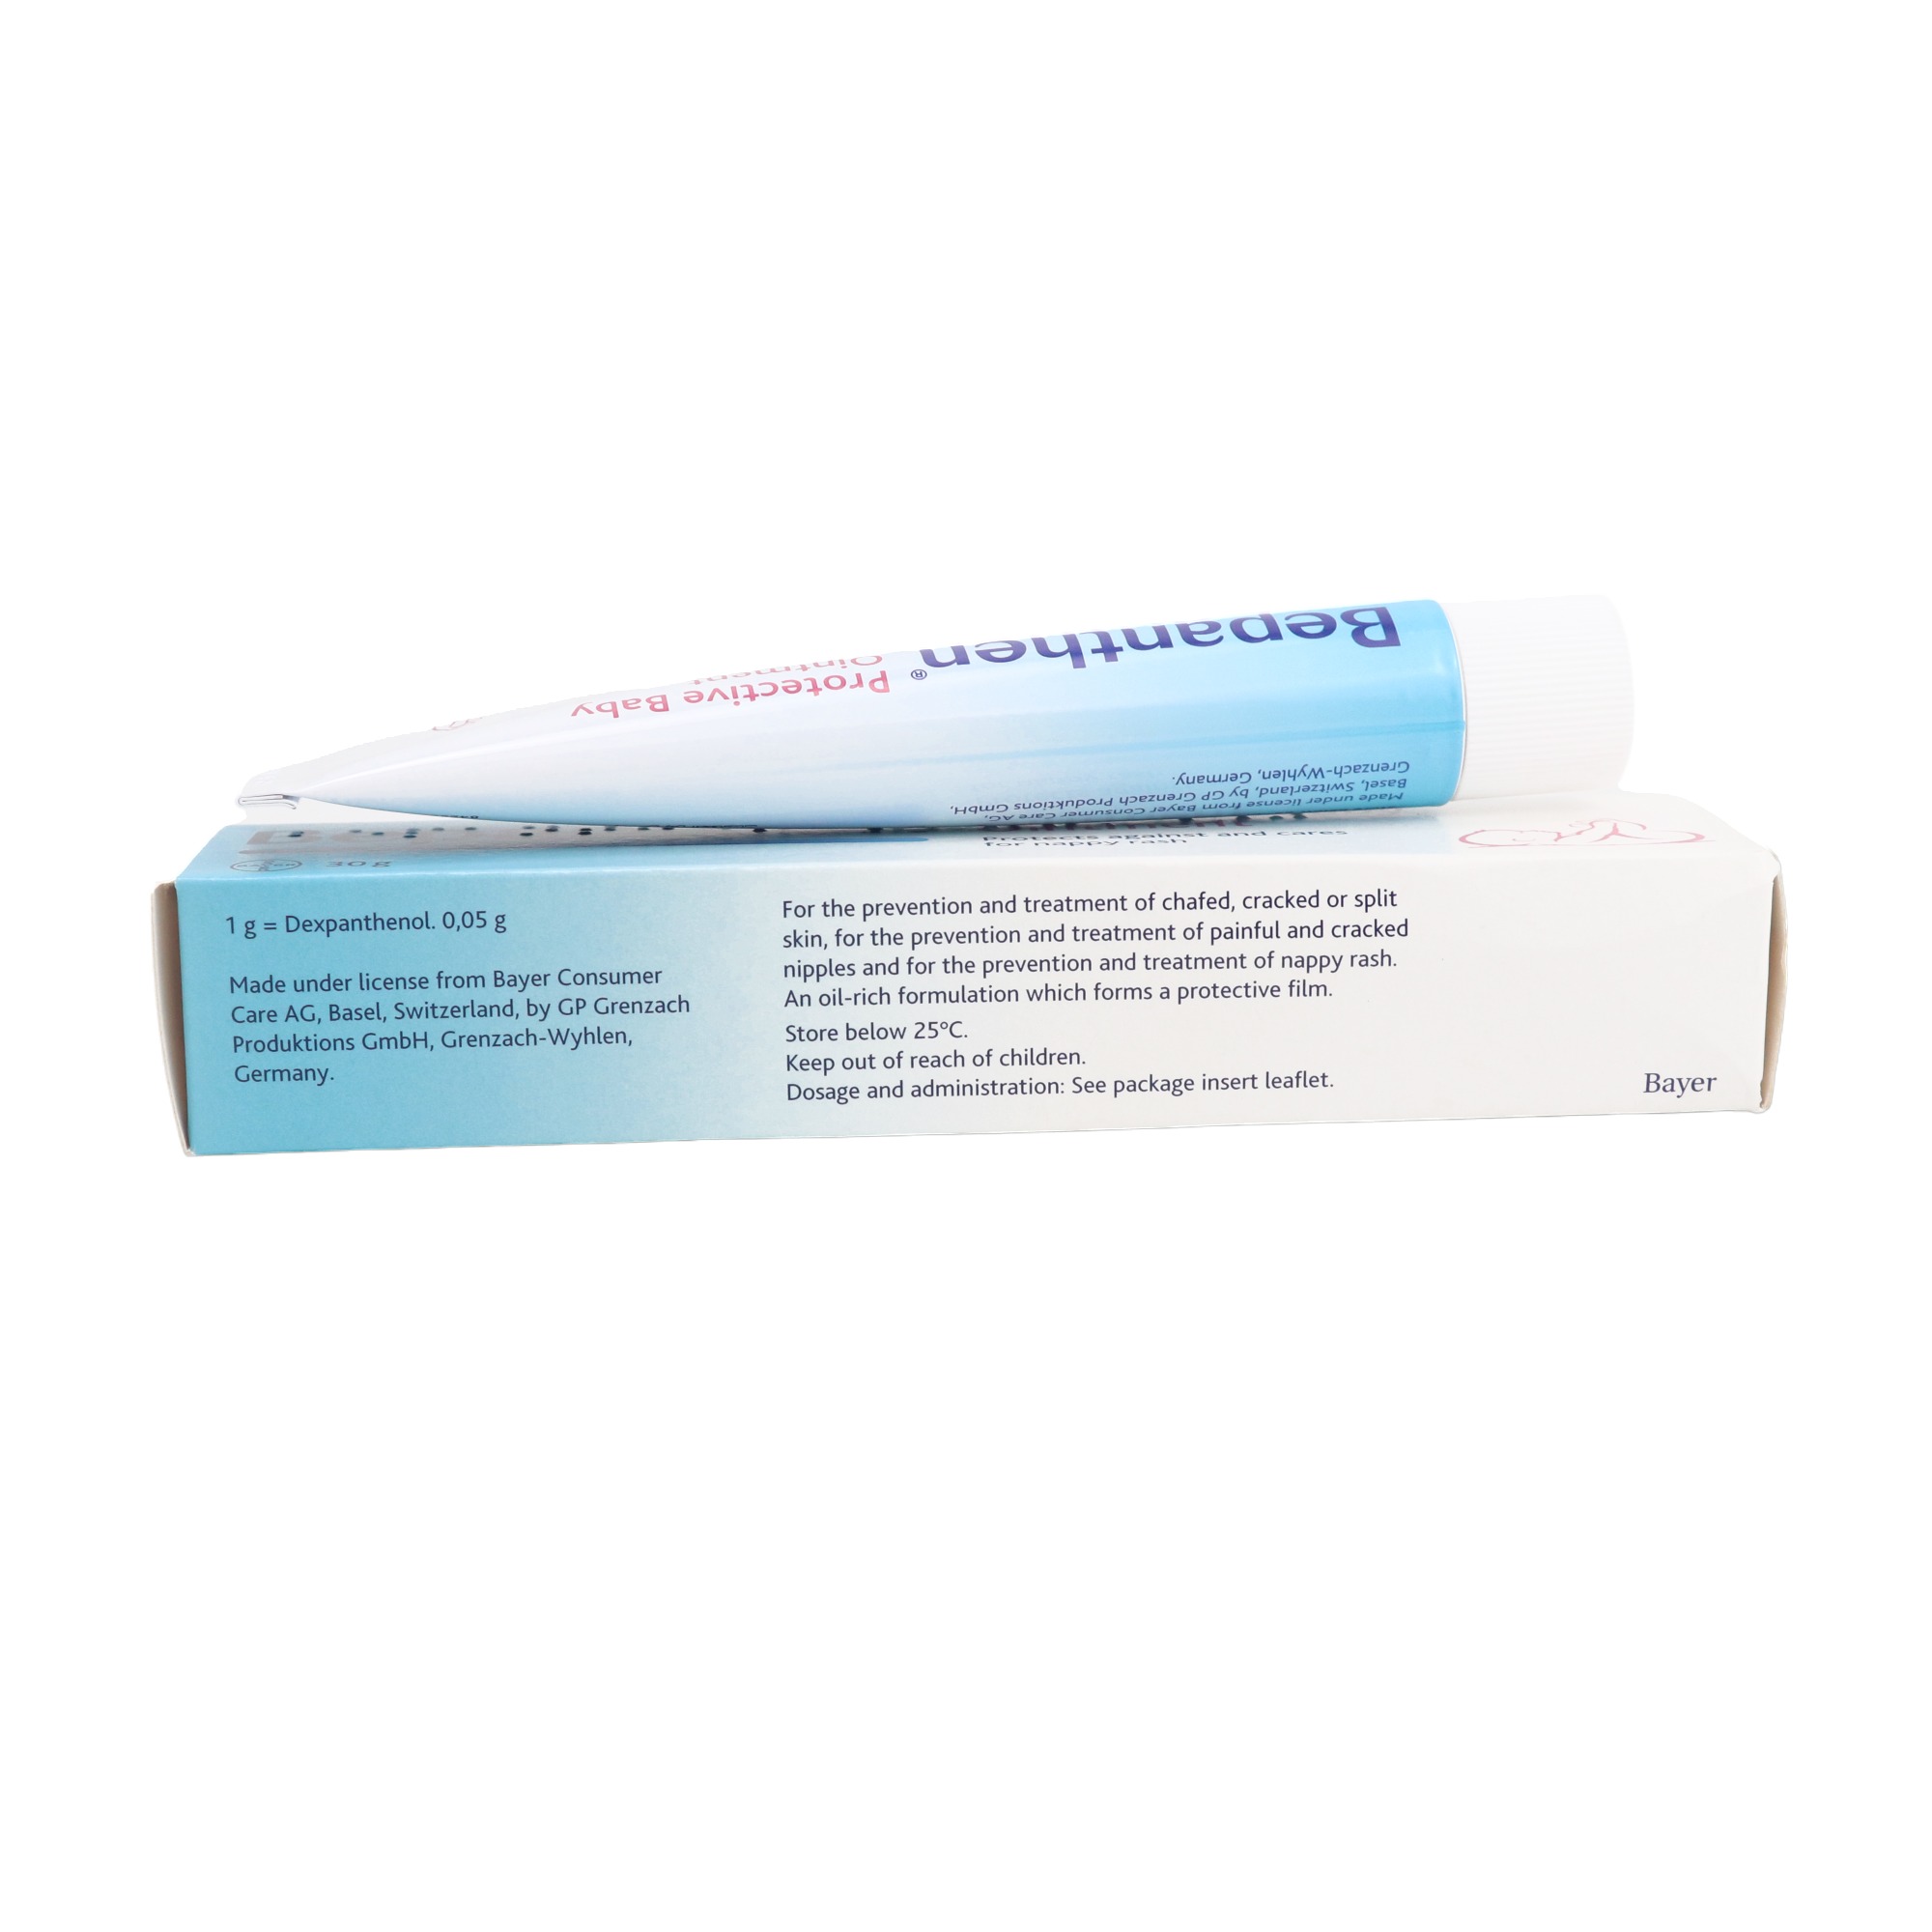 Bepanthen®
Protective Baby
Ointment
Made under license from Bayer Consumer Care AG,
Basel, Switzerland, by GP Grenzach Produktions GmbH,
Grenzach-Wyhlen, Germany.
Protects against and cares
for nappy rash
30 g
1 g = Dexpanthenol. 0,05 g
Made under license from Bayer Consumer
Care AG, Basel, Switzerland, by GP Grenzach
Produktions GmbH, Grenzach-Wyhlen,
Germany.
For the prevention and treatment of chafed, cracked or split
skin, for the prevention and treatment of painful and cracked
nipples and for the prevention and treatment of nappy rash.
An oil-rich formulation which forms a protective film.
Store below 25°C.
Keep out of reach of children.
Dosage and administration: See package insert leaflet.
Bayer